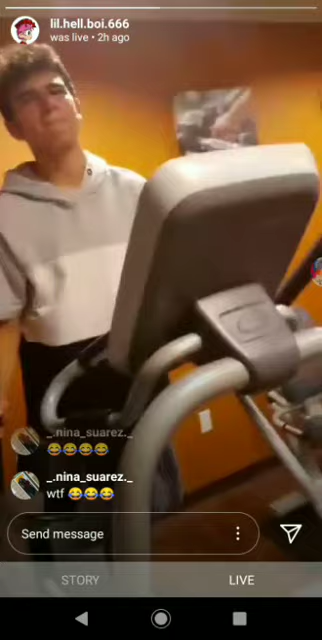 lil.hell.boi.666
was live • 2h ago
_.nina_suarez._
😂😂😂😂
_.nina_suarez._
wtf 😂😂😂
Send message
STORY LIVE